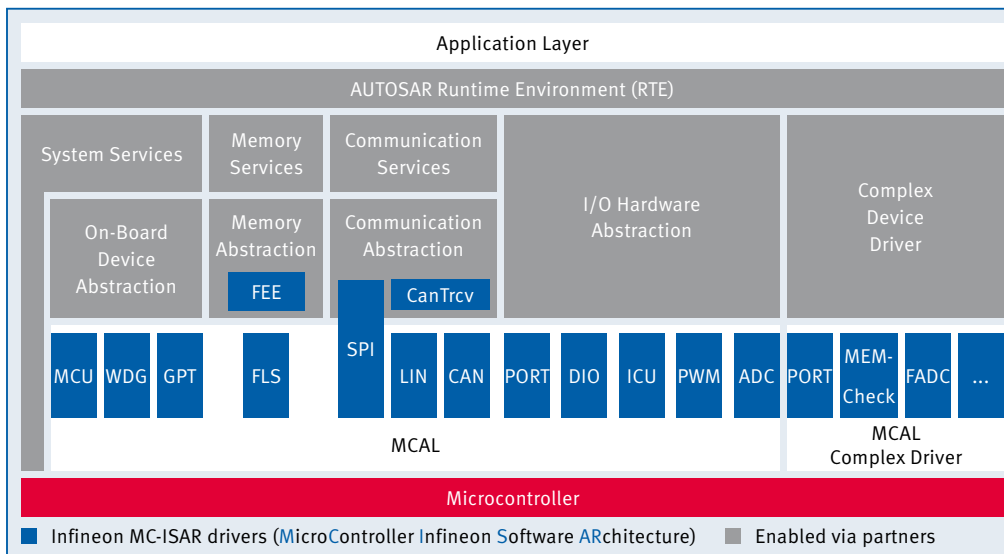 Application Layer
AUTOSAR Runtime Environment (RTE)
System Services
Memory
Services
Communication
Services
I/O Hardware
Abstraction
Complex
Device
Driver
On-Board
Device
Abstraction
Memory
Abstraction
Communication
Abstraction
FEE
CanTrcv
MCU
WDG
GPT
FLS
SPI
LIN
CAN
PORT
DIO
ICU
PWM
ADC
PORT
MEM-
Check
FADC
...
MCAL
MCAL
Complex Driver
Microcontroller
Infineon MC-ISAR drivers (MicroController Infineon Software ARchitecture)
Enabled via partners